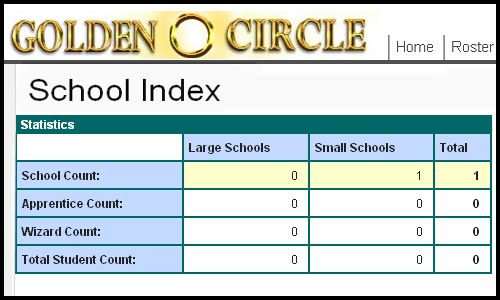 GOLDEN CIRCLE
Home Roster
School Index
Statistics
Large Schools Small Schools Total
School Count: 0 1 1
Apprentice Count: 0 0 0
Wizard Count: 0 0 0
Total Student Count: 0 0 0